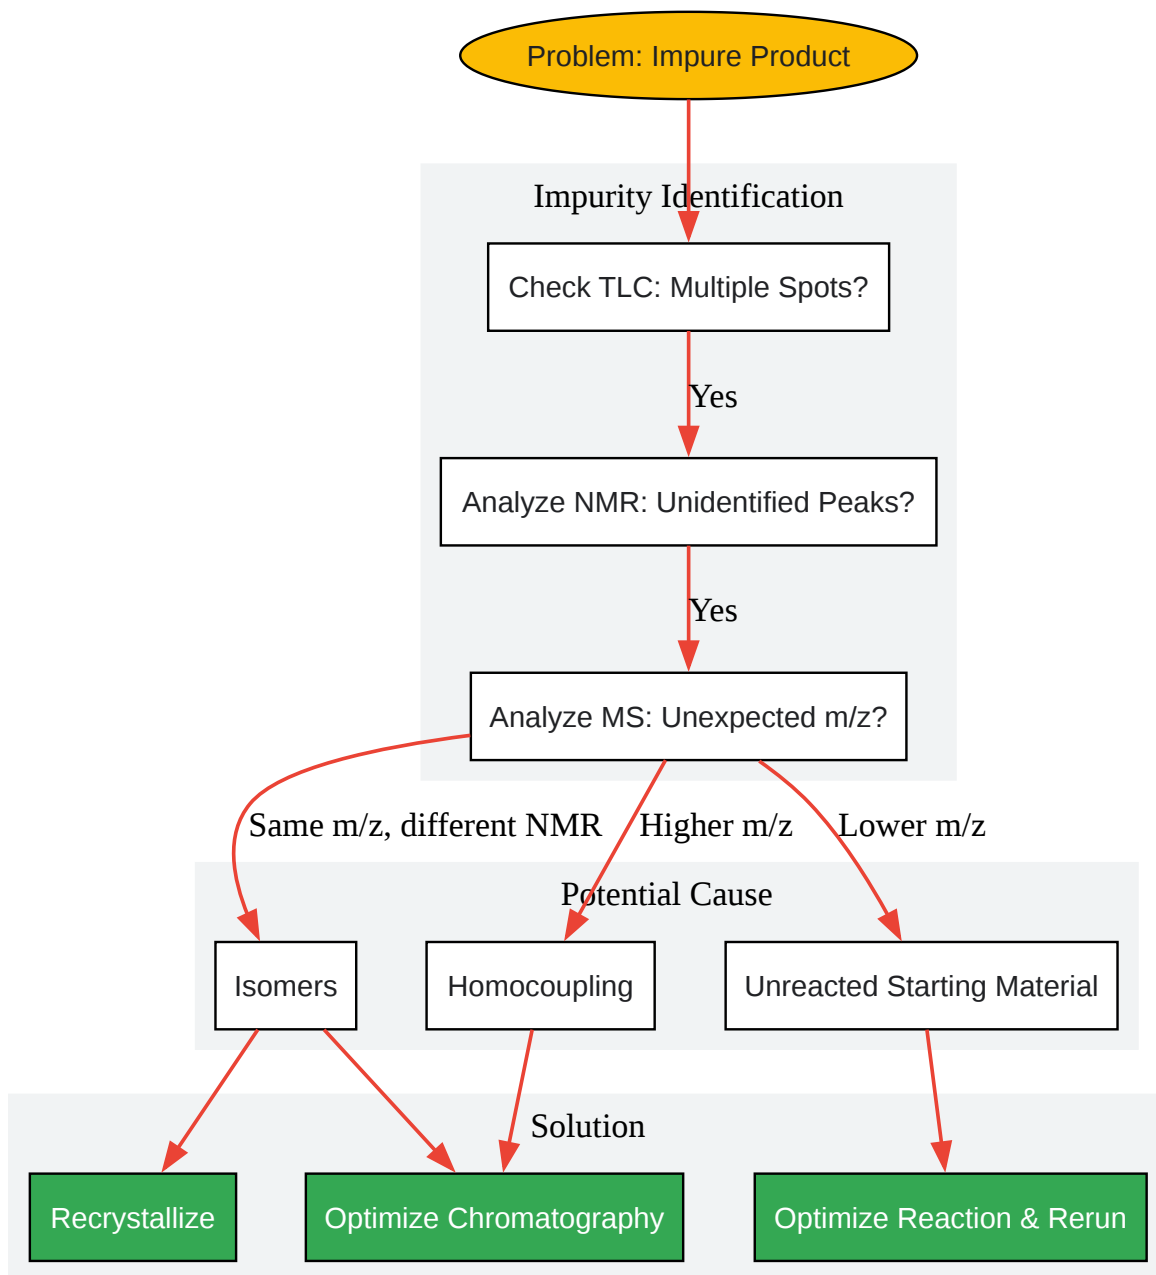 Problem: Impure Product
Impurity Identification
Check TLC: Multiple Spots?
Yes
Analyze NMR: Unidentified Peaks?
Yes
Analyze MS: Unexpected m/z?
Same m/z, different NMR
Higher m/z
Lower m/z
Potential Cause
Isomers
Homocoupling
Unreacted Starting Material
Solution
Recrystallize
Optimize Chromatography
Optimize Reaction & Rerun